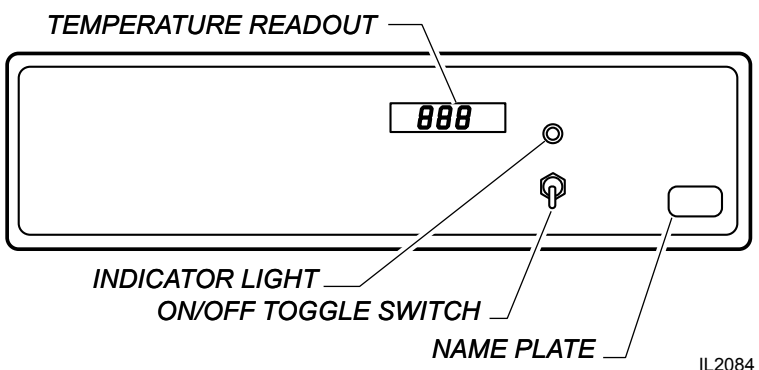 TEMPERATURE READOUT
888
INDICATOR LIGHT
ON/OFF TOGGLE SWITCH
NAME PLATE
IL2084